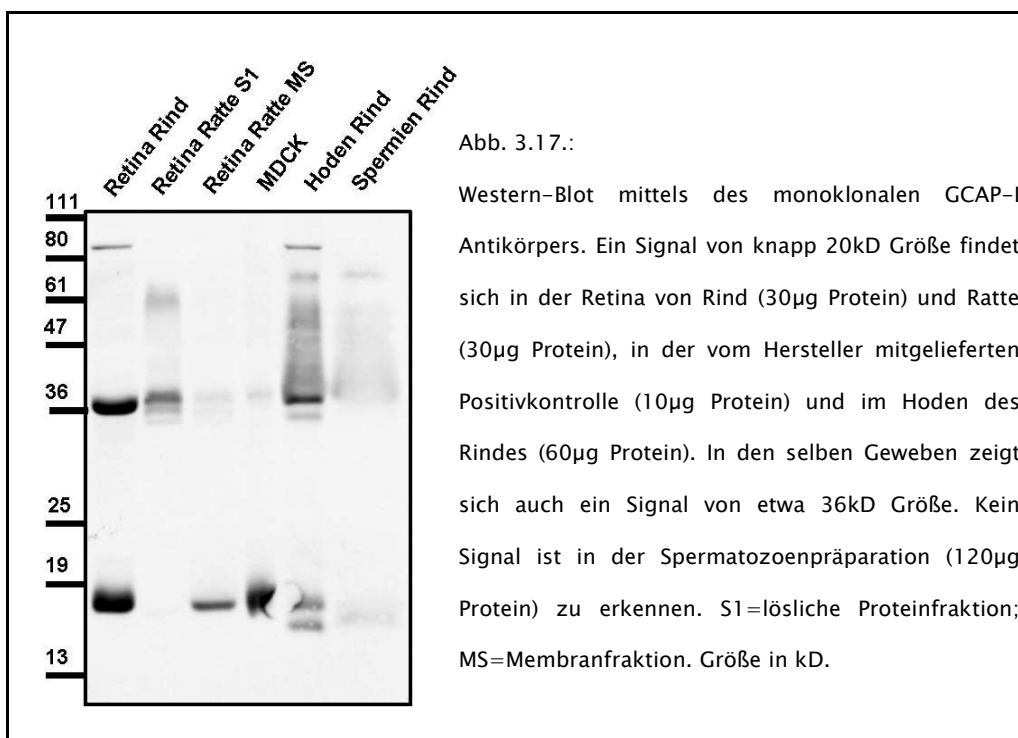 Retina Rind
Retina Ratte S1
Retina Ratte MS
MDCK
Hoden Rind
Spermien Rind
111
80
61
47
36
25
19
13
Abb. 3.17.:
Western-Blot mittels des monoklonalen GCAP-I
Antikörpers. Ein Signal von knapp 20kD Größe findet
sich in der Retina von Rind (30µg Protein) und Ratte
(30µg Protein), in der vom Hersteller mitgelieferten
Positivkontrolle (10µg Protein) und im Hoden des
Rindes (60µg Protein). In den selben Geweben zeigt
sich auch ein Signal von etwa 36kD Größe. Kein
Signal ist in der Spermatozoenpräparation (120µg
Protein) zu erkennen. S1=lösliche Proteinfraktion;
MS=Membranfraktion. Größe in kD.